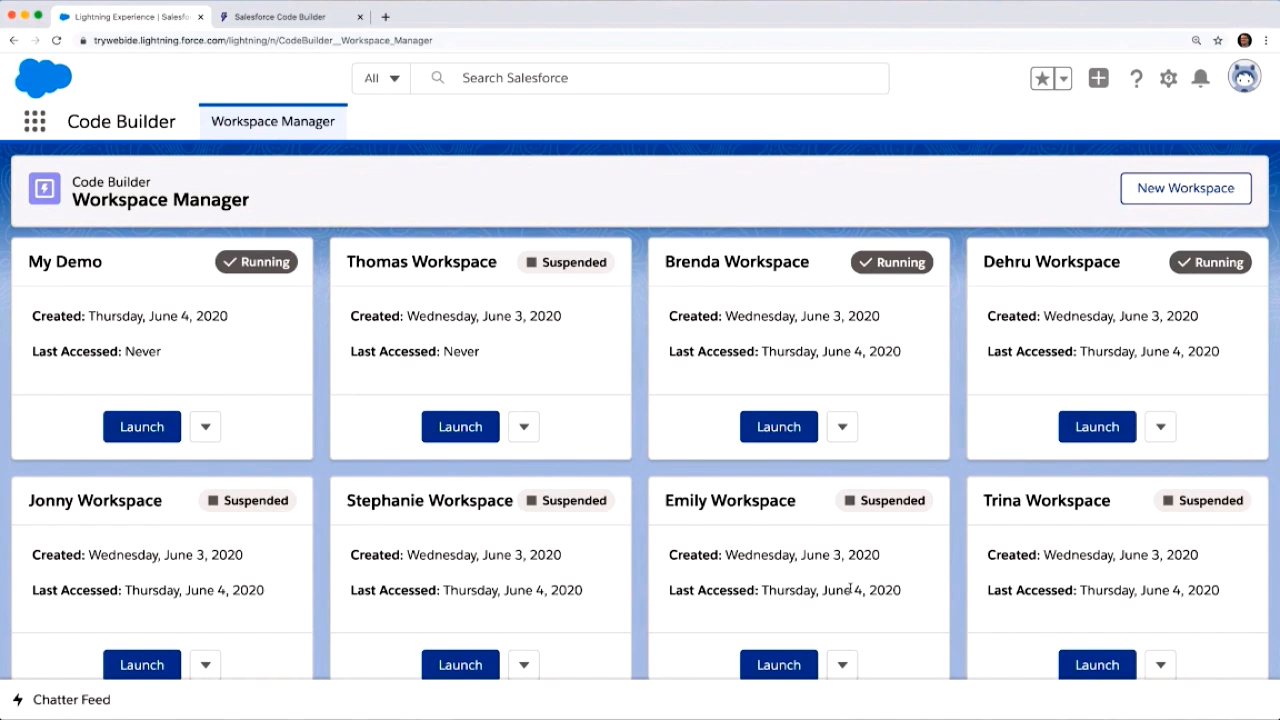 Lightning Experience | Salesfo
Salesforce Code Builder
trywebide.lightning.force.com/lightning/n/CodeBuilder__Workspace_Manager
All
Search Salesforce
Code Builder
Workspace Manager
Code Builder
Workspace Manager
New Workspace
My Demo
Running
Created: Thursday, June 4, 2020
Last Accessed: Never
Launch
Thomas Workspace
Suspended
Created: Wednesday, June 3, 2020
Last Accessed: Never
Launch
Brenda Workspace
Running
Created: Wednesday, June 3, 2020
Last Accessed: Thursday, June 4, 2020
Launch
Dehru Workspace
Running
Created: Wednesday, June 3, 2020
Last Accessed: Thursday, June 4, 2020
Launch
Jonny Workspace
Suspended
Created: Wednesday, June 3, 2020
Last Accessed: Thursday, June 4, 2020
Launch
Stephanie Workspace
Suspended
Created: Wednesday, June 3, 2020
Last Accessed: Thursday, June 4, 2020
Launch
Emily Workspace
Suspended
Created: Wednesday, June 3, 2020
Last Accessed: Thursday, June 4, 2020
Launch
Trina Workspace
Suspended
Created: Wednesday, June 3, 2020
Last Accessed: Thursday, June 4, 2020
Launch
Chatter Feed